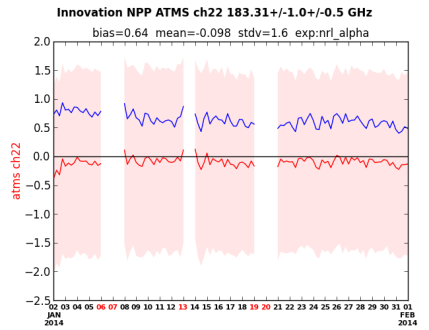 Innovation NPP ATMS ch22 183.31+/-1.0+/-0.5 GHz
bias=0.64 mean=-0.098 stdv=1.6 exp:nrl_alpha
2.0
1.5
1.0
0.5
0.0
−0.5
−1.0
−1.5
−2.0
−2.5
atms ch22
02 03 04 05 06 07 08 09 10 11 12 13 14 15 16 17 18 19 20 21 22 23 24 25 26 27 28 29 30 31 01
JAN FEB
2014 2014